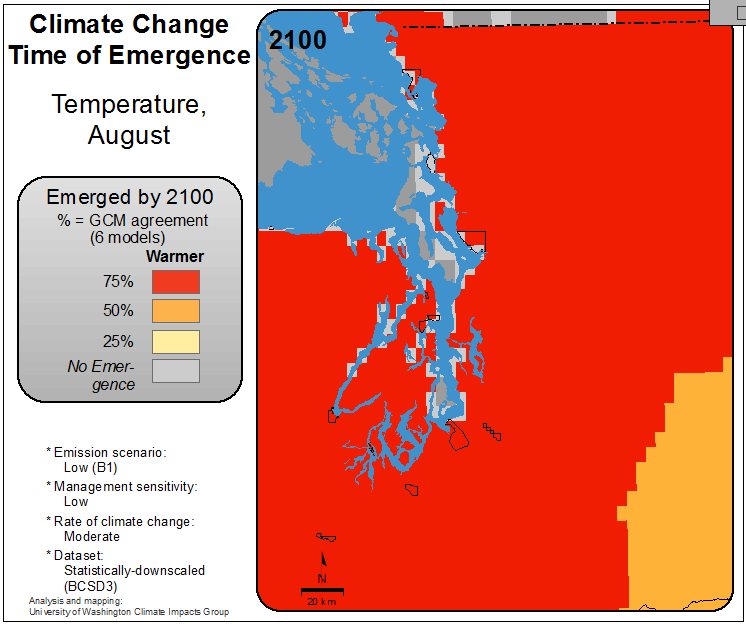 Climate Change
Time of Emergence
Temperature,
August
Emerged by 2100
% = GCM agreement
(6 models)
Warmer
75%
50%
25%
No Emer-
gence
* Emission scenario:
Low (B1)
* Management sensitivity:
Low
* Rate of climate change:
Moderate
* Dataset:
Statistically-downscaled
(BCSD3)
Analysis and mapping:
University of Washington Climate Impacts Group
2100
N
20 km